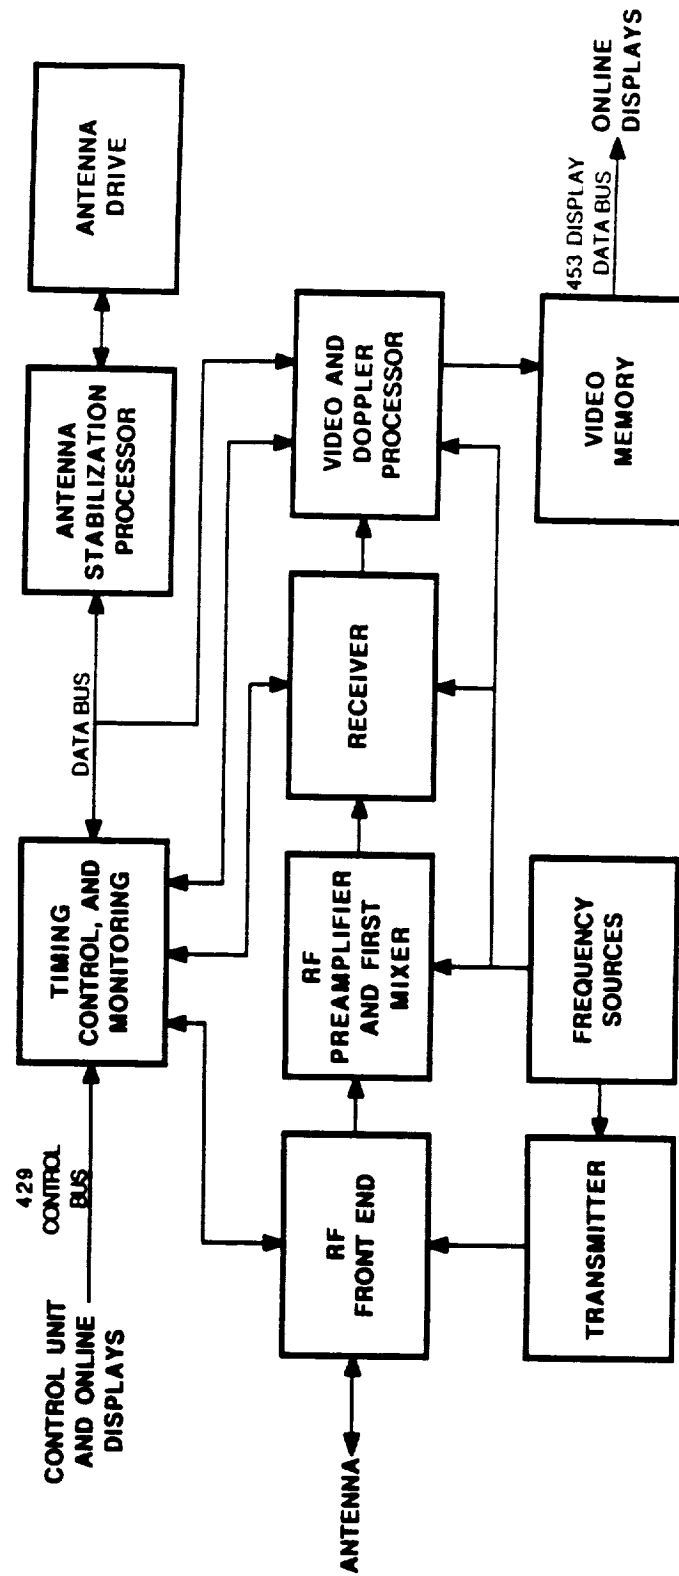 CONTROL UNIT
AND ONLINE
DISPLAYS
429
CONTROL
BUS
TIMING
CONTROL, AND
MONITORING
DATA BUS
ANTENNA
STABILIZATION
PROCESSOR
ANTENNA
DRIVE
ANTENNA
RF
FRONT END
RF
PREAMPLIFIER
AND FIRST
MIXER
RECEIVER
VIDEO AND
DOPPLER
PROCESSOR
TRANSMITTER
FREQUENCY
SOURCES
VIDEO
MEMORY
453 DISPLAY
DATA BUS
ONLINE
DISPLAYS